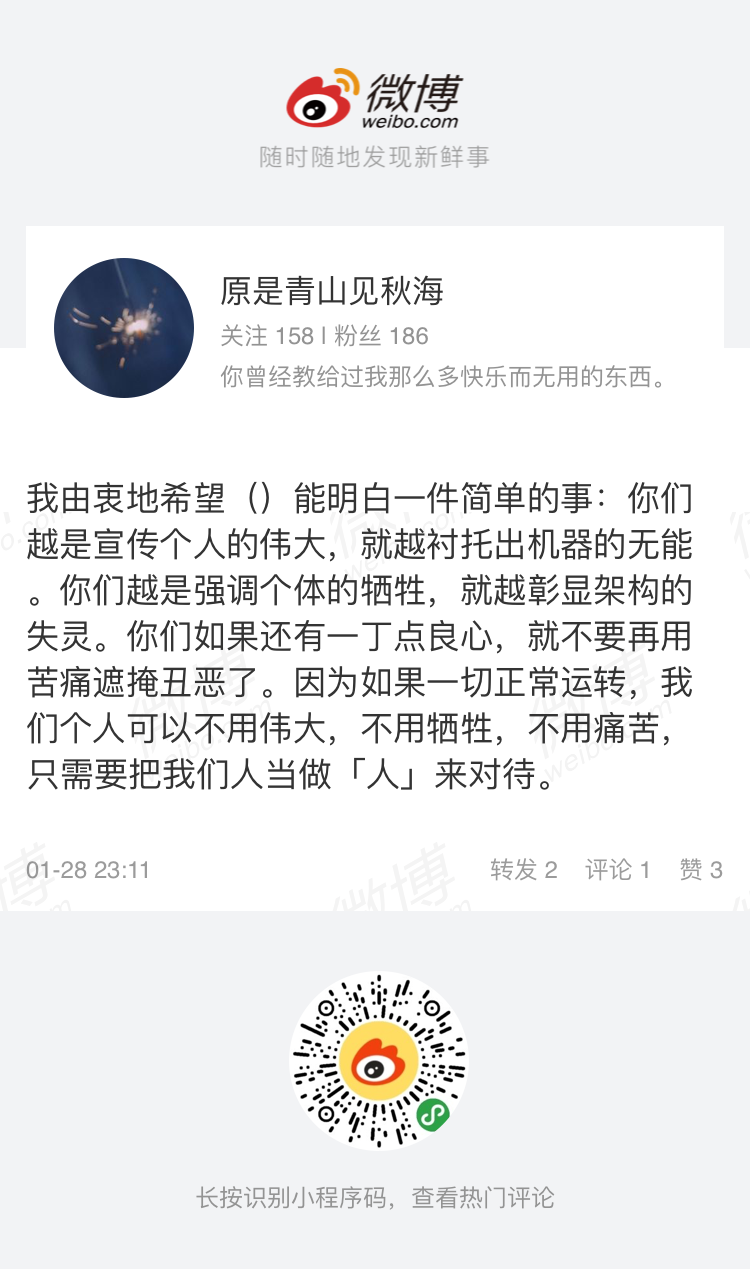 微博
weibo.com
随时随地发现新鲜事
原是青山见秋海
关注 158 | 粉丝 186
你曾经教给过我那么多快乐而无用的东西。
我由衷地希望（）能明白一件简单的事：你们
越是宣传个人的伟大，就越衬托出机器的无能
。你们越是强调个体的牺牲，就越彰显架构的
失灵。你们如果还有一丁点良心，就不要再用
苦痛遮掩丑恶了。因为如果一切正常运转，我
们个人可以不用伟大，不用牺牲，不用痛苦，
只需要把我们人当做「人」来对待。
01-28 23:11 转发 2 评论 1 赞 3
长按识别小程序码，查看热门评论